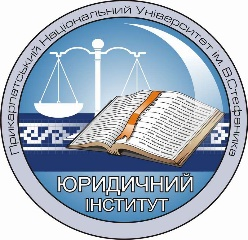 Прикарпатський Національний Університет ім. В.Стефаника
ЮРИДИЧНИЙ
ІНСТИТУТ